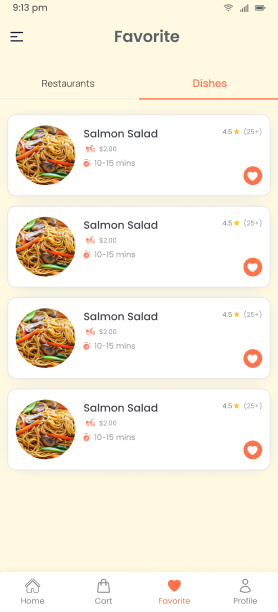 9:13 pm
Favorite
Restaurants
Dishes
Salmon Salad
4.5 (25+)
$2.00
10-15 mins
Salmon Salad
4.5 (25+)
$2.00
10-15 mins
Salmon Salad
4.5 (25+)
$2.00
10-15 mins
Salmon Salad
4.5 (25+)
$2.00
10-15 mins
Home
Cart
Favorite
Profile